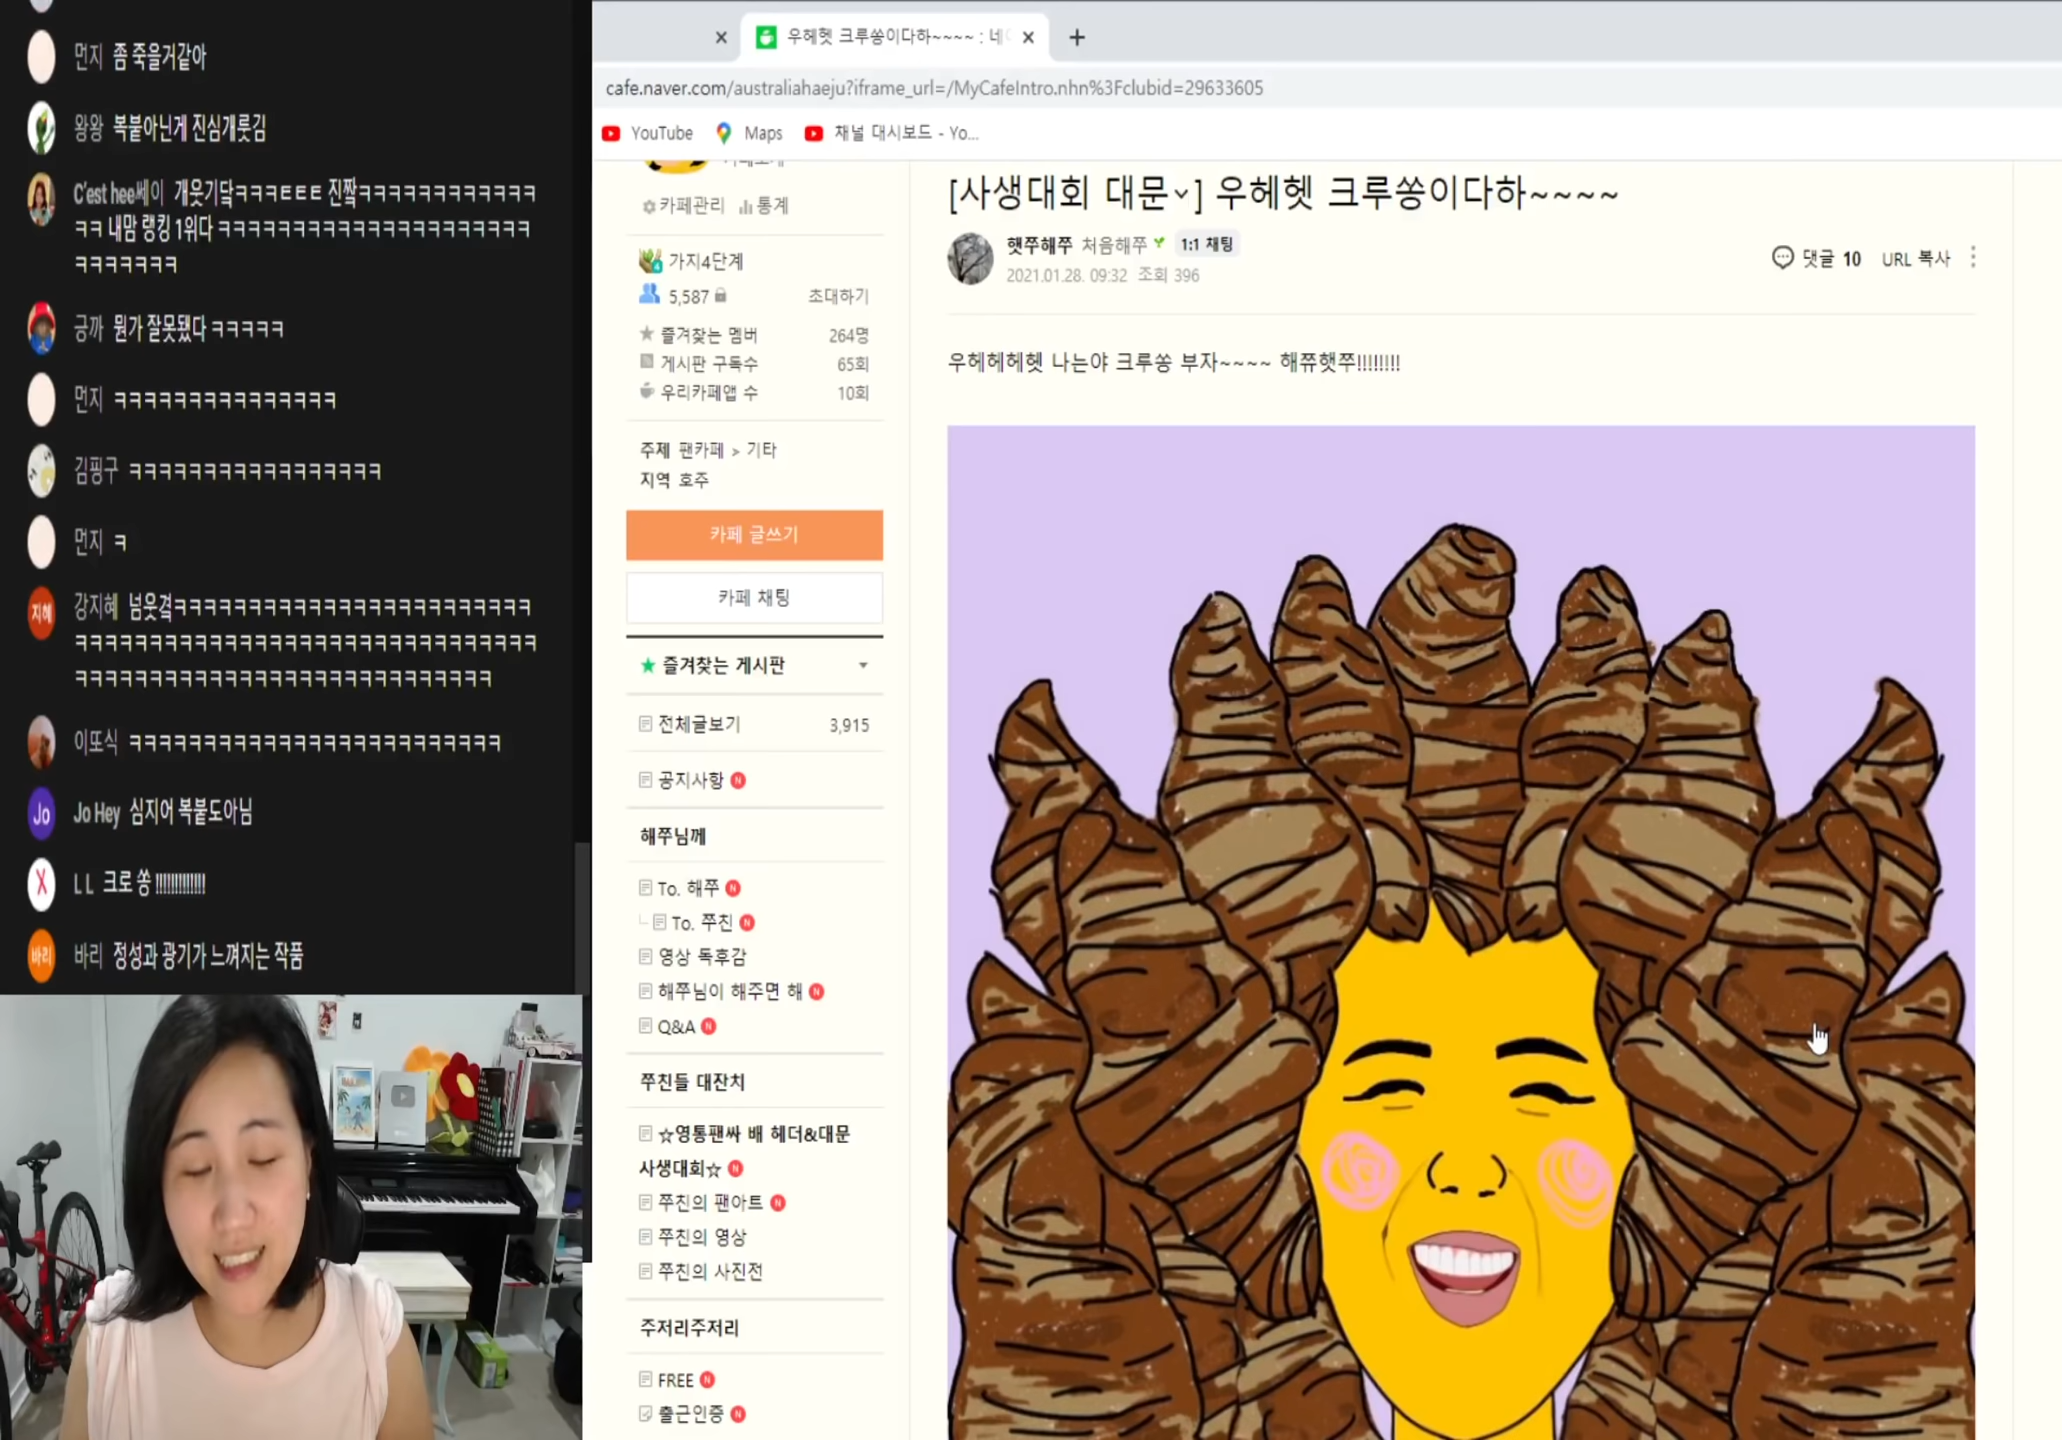 먼지 좀 죽을거같아
왕왕 복붙아닌게 진심개룻김
C'est hee쎄이 개웃기닼ㅋㅋㅋㅌㅌㅌ 진짴ㅋㅋㅋㅋㅋㅋㅋㅋㅋㅋㅋㅋ
ㅋㅋ 내맘 랭킹 1위다 ㅋㅋㅋㅋㅋㅋㅋㅋㅋㅋㅋㅋㅋㅋㅋㅋㅋㅋㅋㅋㅋ
ㅋㅋㅋㅋㅋㅋㅋ
긍까 뭔가 잘못됐다 ㅋㅋㅋㅋㅋ
먼지 ㅋㅋㅋㅋㅋㅋㅋㅋㅋㅋㅋㅋㅋㅋㅋ
김핑구 ㅋㅋㅋㅋㅋㅋㅋㅋㅋㅋㅋㅋㅋㅋㅋㅋㅋ
먼지 ㅋ
지혜 강지혜 넘웃곀ㅋㅋㅋㅋㅋㅋㅋㅋㅋㅋㅋㅋㅋㅋㅋㅋㅋㅋㅋㅋㅋㅋㅋㅋ
ㅋㅋㅋㅋㅋㅋㅋㅋㅋㅋㅋㅋㅋㅋㅋㅋㅋㅋㅋㅋㅋㅋㅋㅋㅋㅋㅋㅋㅋㅋㅋ
ㅋㅋㅋㅋㅋㅋㅋㅋㅋㅋㅋㅋㅋㅋㅋㅋㅋㅋㅋㅋㅋㅋㅋㅋㅋㅋㅋㅋ
이또식 ㅋㅋㅋㅋㅋㅋㅋㅋㅋㅋㅋㅋㅋㅋㅋㅋㅋㅋㅋㅋㅋㅋㅋㅋㅋ
Jo Jo Hey 심지어 복붙도아님
L L 크로 쏭 !!!!!!!!!!!!!
바리 바리 정성과 광기가 느껴지는 작품
우헤헷 크루쏭이다하~~~~ : 네
cafe.naver.com/australiahaeju?iframe_url=/MyCafeIntro.nhn%3Fclubid=29633605
YouTube Maps 채널 대시보드 - Yo...
카페관리 통계
가지4단계
5,587 초대하기
즐겨찾는 멤버 264명
게시판 구독수 65회
우리카페앱 수 10회
주제 팬카페 > 기타
지역 호주
카페 글쓰기
카페 채팅
즐겨찾는 게시판
전체글보기 3,915
공지사항 N
해쭈님께
To. 해쭈 N
To. 쭈친 N
영상 독후감
해쭈님이 해주면 해 N
Q&A N
쭈친들 대잔치
☆영통팬싸 배 헤더&대문
사생대회☆ N
쭈친의 팬아트 N
쭈친의 영상
쭈친의 사진전
주저리주저리
FREE N
출근인증 N
[사생대회 대문] 우헤헷 크루쏭이다하~~~~
햇쭈해쭈 처음해쭈 1:1 채팅
2021.01.28. 09:32 조회 396
댓글 10 URL 복사
우헤헤헤헷 나는야 크루쏭 부자~~~~ 해쮸햇쭈!!!!!!!!